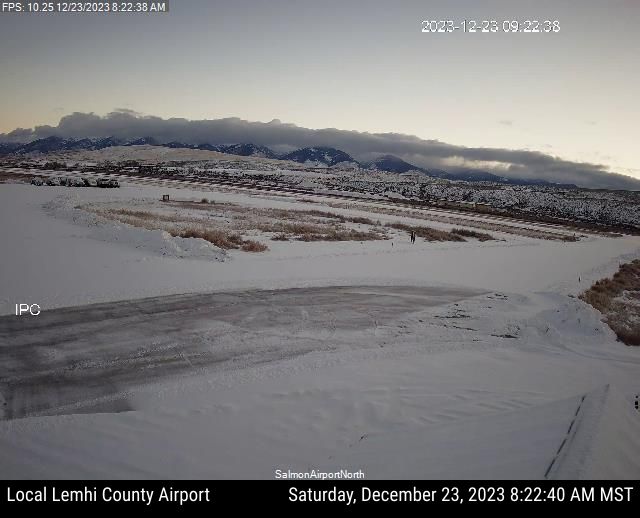 FPS: 10.25 12/23/2023 8:22:38 AM
2023-12-23 09:22:38
IPC
SalmonAirportNorth
Local Lemhi County Airport Saturday, December 23, 2023 8:22:40 AM MST